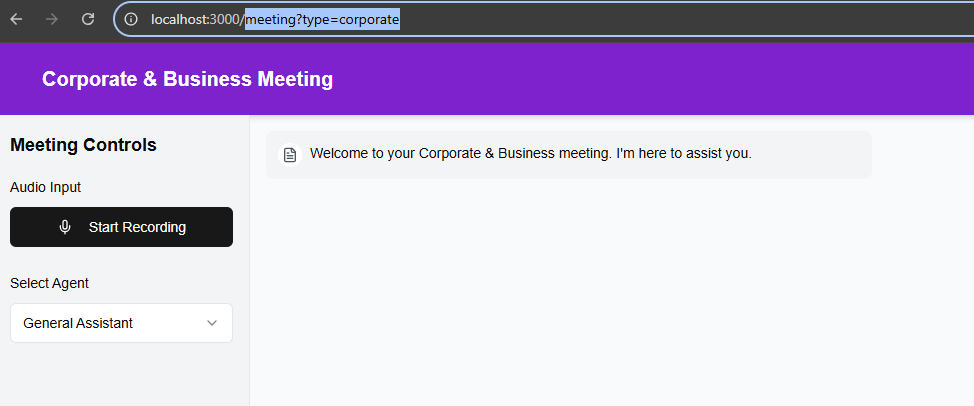 localhost:3000/meeting?type=corporate
Corporate & Business Meeting
Meeting Controls
Audio Input
Start Recording
Select Agent
General Assistant
Welcome to your Corporate & Business meeting. I'm here to assist you.